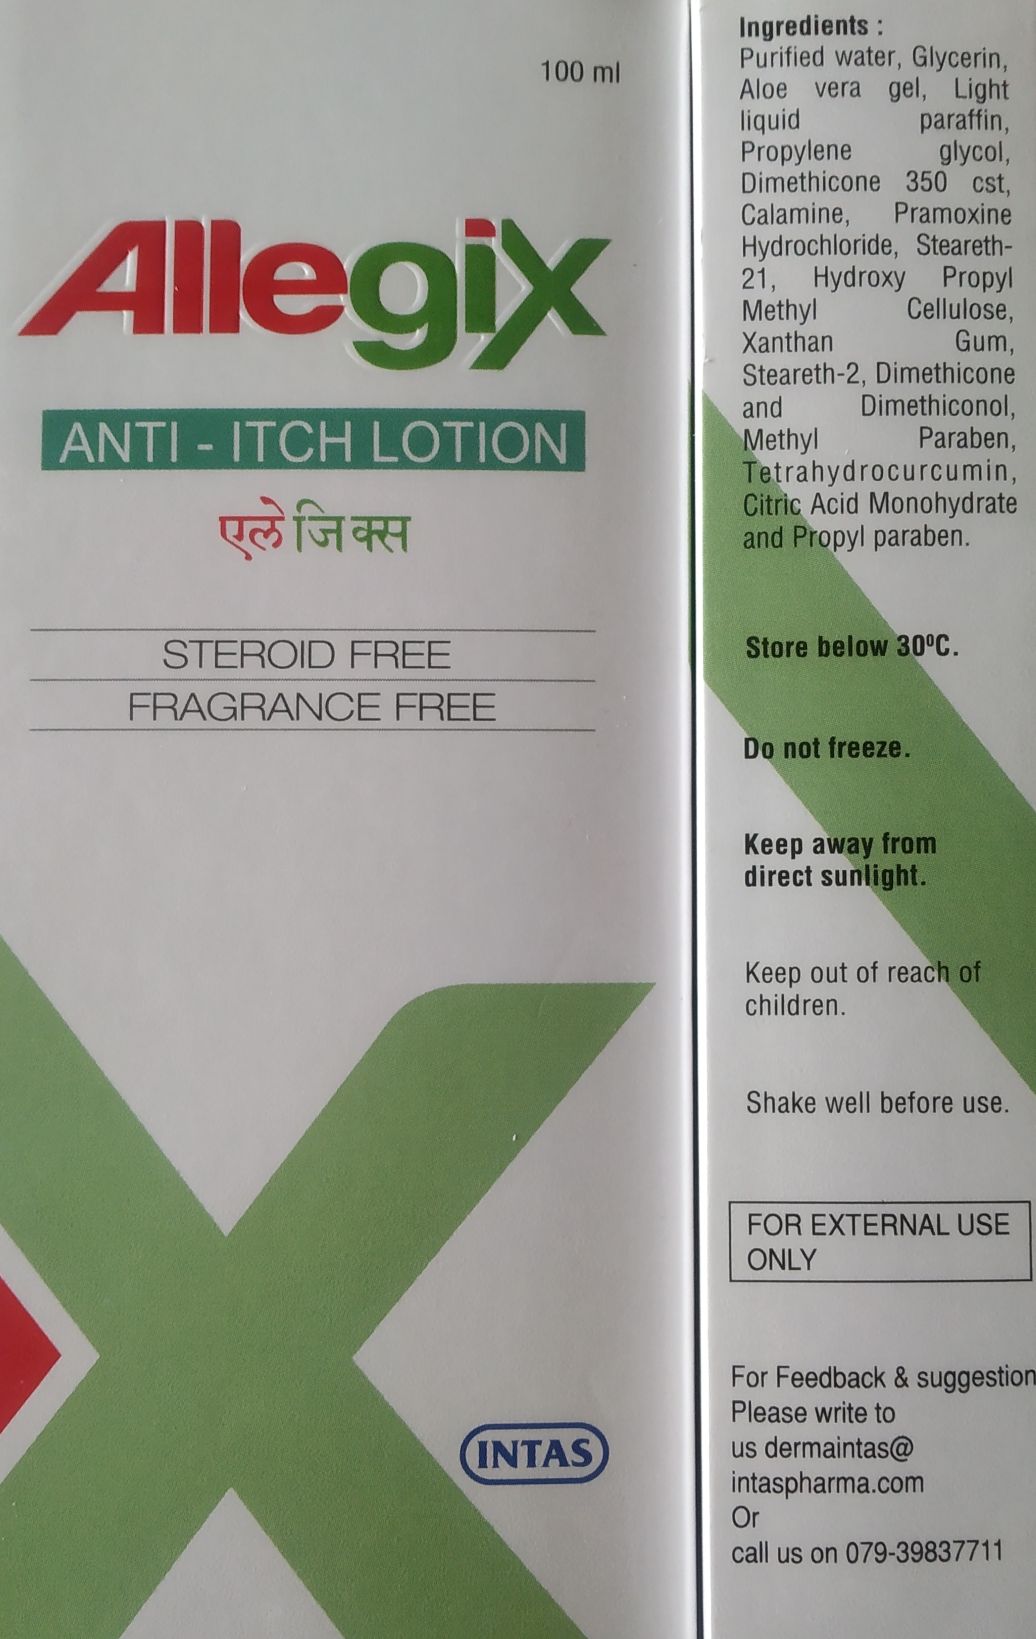 100 ml
Allegix
ANTI - ITCH LOTION
एलेजिक्स
STEROID FREE
FRAGRANCE FREE
INTAS
Ingredients :
Purified water, Glycerin,
Aloe vera gel, Light
liquid paraffin,
Propylene glycol,
Dimethicone 350 cst,
Calamine, Pramoxine
Hydrochloride, Steareth-
21, Hydroxy Propyl
Methyl Cellulose,
Xanthan Gum,
Steareth-2, Dimethicone
and Dimethiconol,
Methyl Paraben,
Tetrahydrocurcumin,
Citric Acid Monohydrate
and Propyl paraben.
Store below 30⁰C.
Do not freeze.
Keep away from
direct sunlight.
Keep out of reach of
children.
Shake well before use.
FOR EXTERNAL USE
ONLY
For Feedback & suggestion
Please write to
us dermaintas@
intaspharma.com
Or
call us on 079-39837711